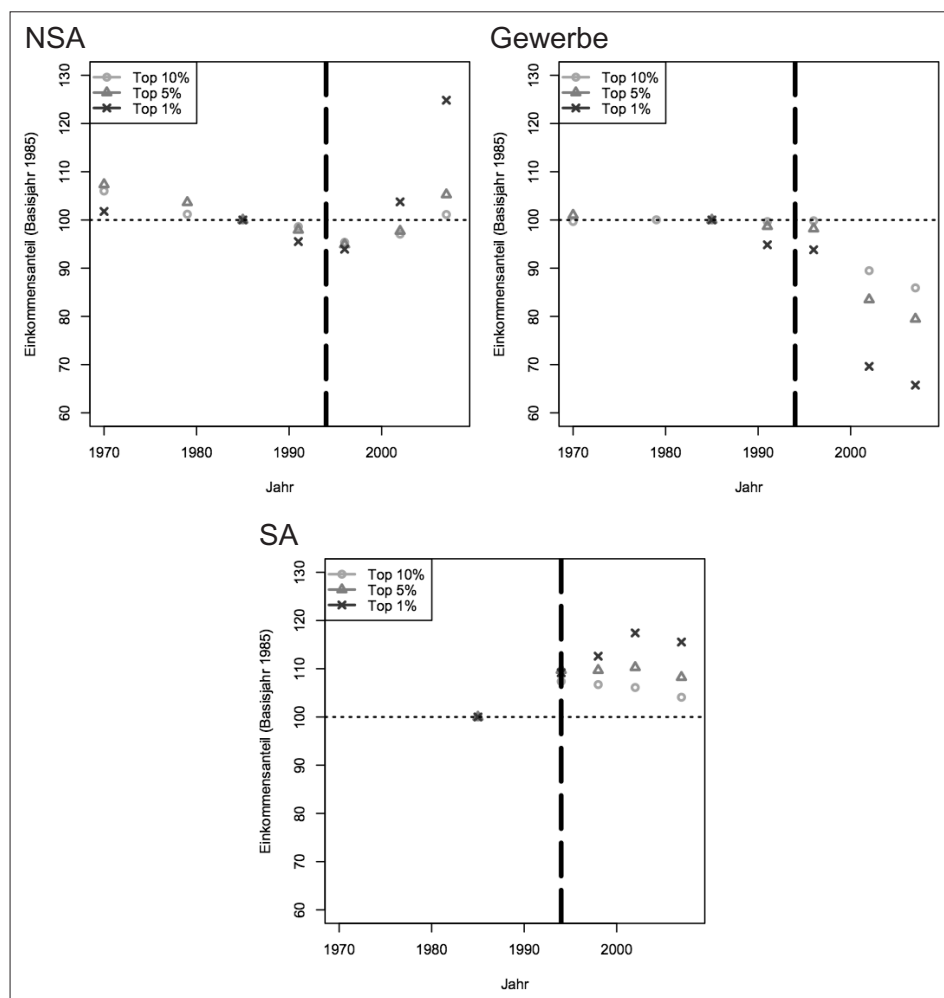 NSA
Top 10%
Top 5%
Top 1%
Einkommensanteil (Basisjahr 1985)
130
120
110
100
90
80
70
60
1970 1980 1990 2000
Jahr
Gewerbe
Top 10%
Top 5%
Top 1%
Einkommensanteil (Basisjahr 1985)
130
120
110
100
90
80
70
60
1970 1980 1990 2000
Jahr
SA
Top 10%
Top 5%
Top 1%
Einkommensanteil (Basisjahr 1985)
130
120
110
100
90
80
70
60
1970 1980 1990 2000
Jahr